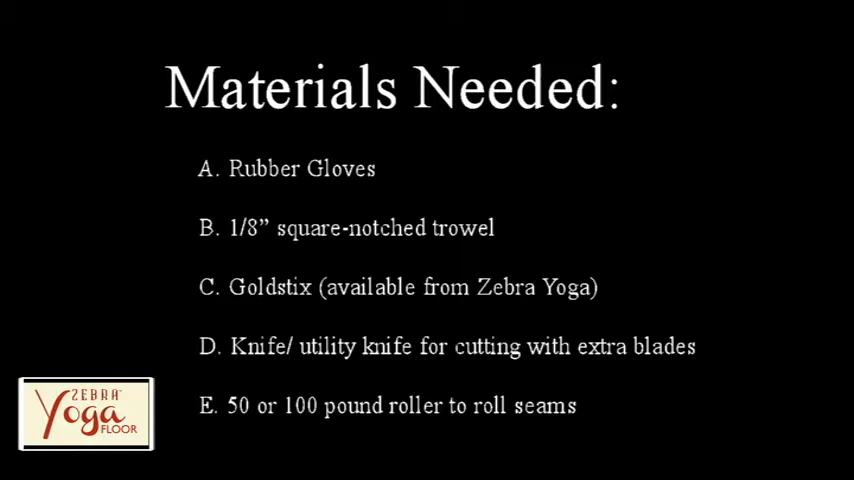 Materials Needed:
A. Rubber Gloves
B. 1/8” square-notched trowel
C. Goldstix (available from Zebra Yoga)
D. Knife/ utility knife for cutting with extra blades
E. 50 or 100 pound roller to roll seams
ZEBRA™
Yoga
FLOOR